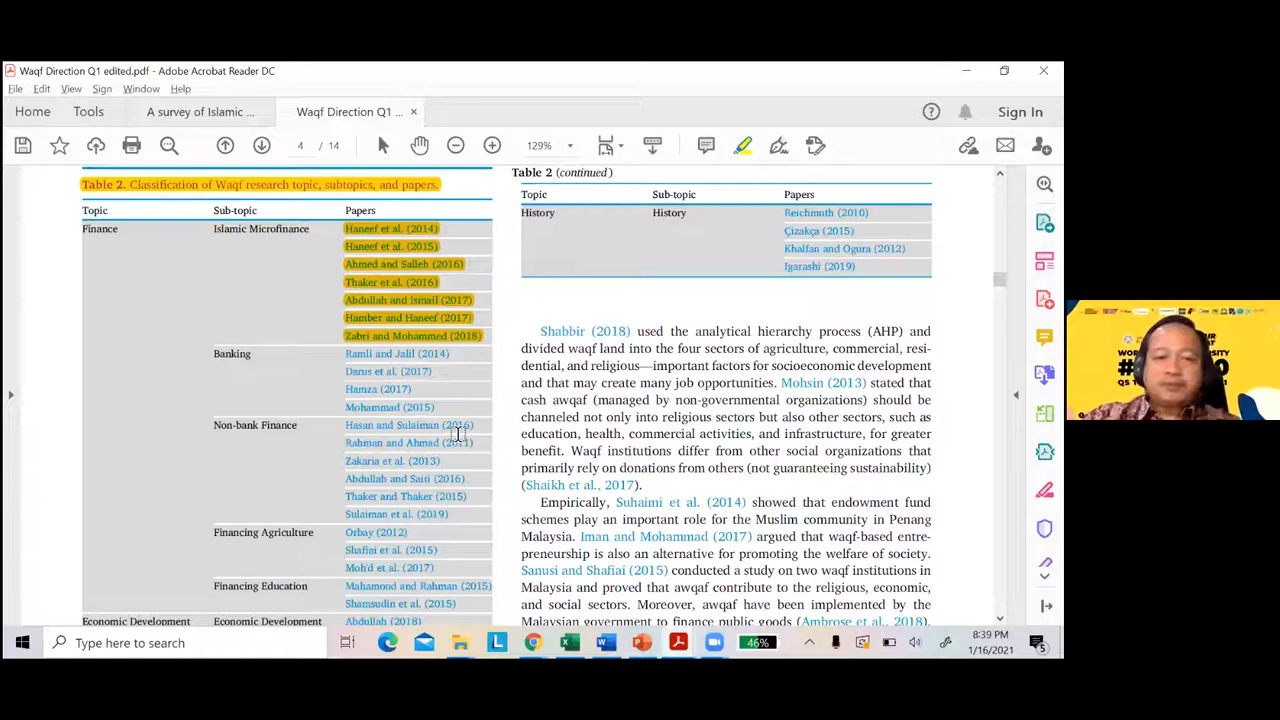 Waqf Direction Q1 edited.pdf - Adobe Acrobat Reader DC
File Edit View Sign Window Help
Home Tools A survey of Islamic ... Waqf Direction Q1 ... × Sign In
4 / 14 129%
Table 2. Classification of Waqf research topic, subtopics, and papers.
Topic Sub-topic Papers
Finance Islamic Microfinance Haneef et al. (2014)
Haneef et al. (2015)
Ahmed and Salleh (2016)
Thaker et al. (2016)
Abdullah and Ismail (2017)
Hamber and Haneef (2017)
Zabri and Mohammed (2018)
Banking Ramli and Jalil (2014)
Darus et al. (2017)
Hamza (2017)
Mohammad (2015)
Non-bank Finance Hasan and Sulaiman (2016)
Rahman and Ahmad (2011)
Zakaria et al. (2013)
Abdullah and Saiti (2016)
Thaker and Thaker (2015)
Sulaiman et al. (2019)
Financing Agriculture Orbay (2012)
Shafiai et al. (2015)
Moh'd et al. (2017)
Financing Education Mahamood and Rahman (2015)
Shamsudin et al. (2015)
Economic Development Economic Development Abdullah (2018)
Table 2 (continued)
Topic Sub-topic Papers
History History Reichmuth (2010)
Çizakça (2015)
Khalfan and Ogura (2012)
Igarashi (2019)
Shabbir (2018) used the analytical hierarchy process (AHP) and
divided waqf land into the four sectors of agriculture, commercial, resi-
dential, and religious—important factors for socioeconomic development
and that may create many job opportunities. Mohsin (2013) stated that
cash awqaf (managed by non-governmental organizations) should be
channeled not only into religious sectors but also other sectors, such as
education, health, commercial activities, and infrastructure, for greater
benefit. Waqf institutions differ from other social organizations that
primarily rely on donations from others (not guaranteeing sustainability)
(Shaikh et al., 2017).
Empirically, Suhaimi et al. (2014) showed that endowment fund
schemes play an important role for the Muslim community in Penang
Malaysia. Iman and Mohammad (2017) argued that waqf-based entre-
preneurship is also an alternative for promoting the welfare of society.
Sanusi and Shafiai (2015) conducted a study on two waqf institutions in
Malaysia and proved that awqaf contribute to the religious, economic,
and social sectors. Moreover, awqaf have been implemented by the
Malaysian government to finance public goods (Ambrose et al., 2018).
Type here to search
46%
8:39 PM
1/16/2021
5